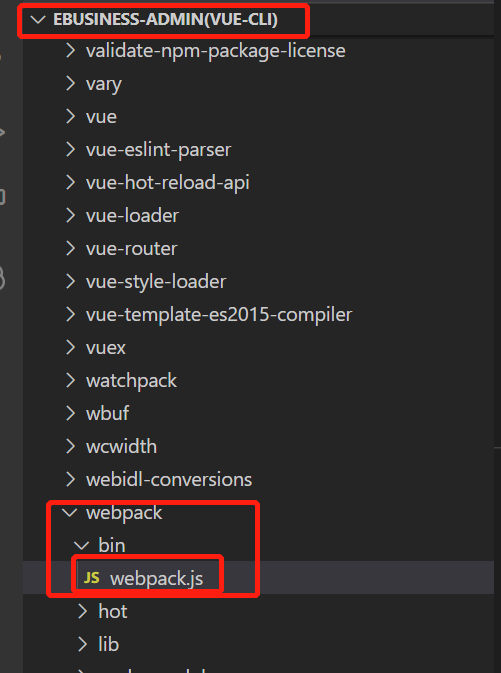 EBUSINESS-ADMIN(VUE-CLI)
validate-npm-package-license
vary
vue
vue-eslint-parser
vue-hot-reload-api
vue-loader
vue-router
vue-style-loader
vue-template-es2015-compiler
vuex
watchpack
wbuf
wcwidth
webidl-conversions
webpack
bin
JS webpack.js
hot
lib